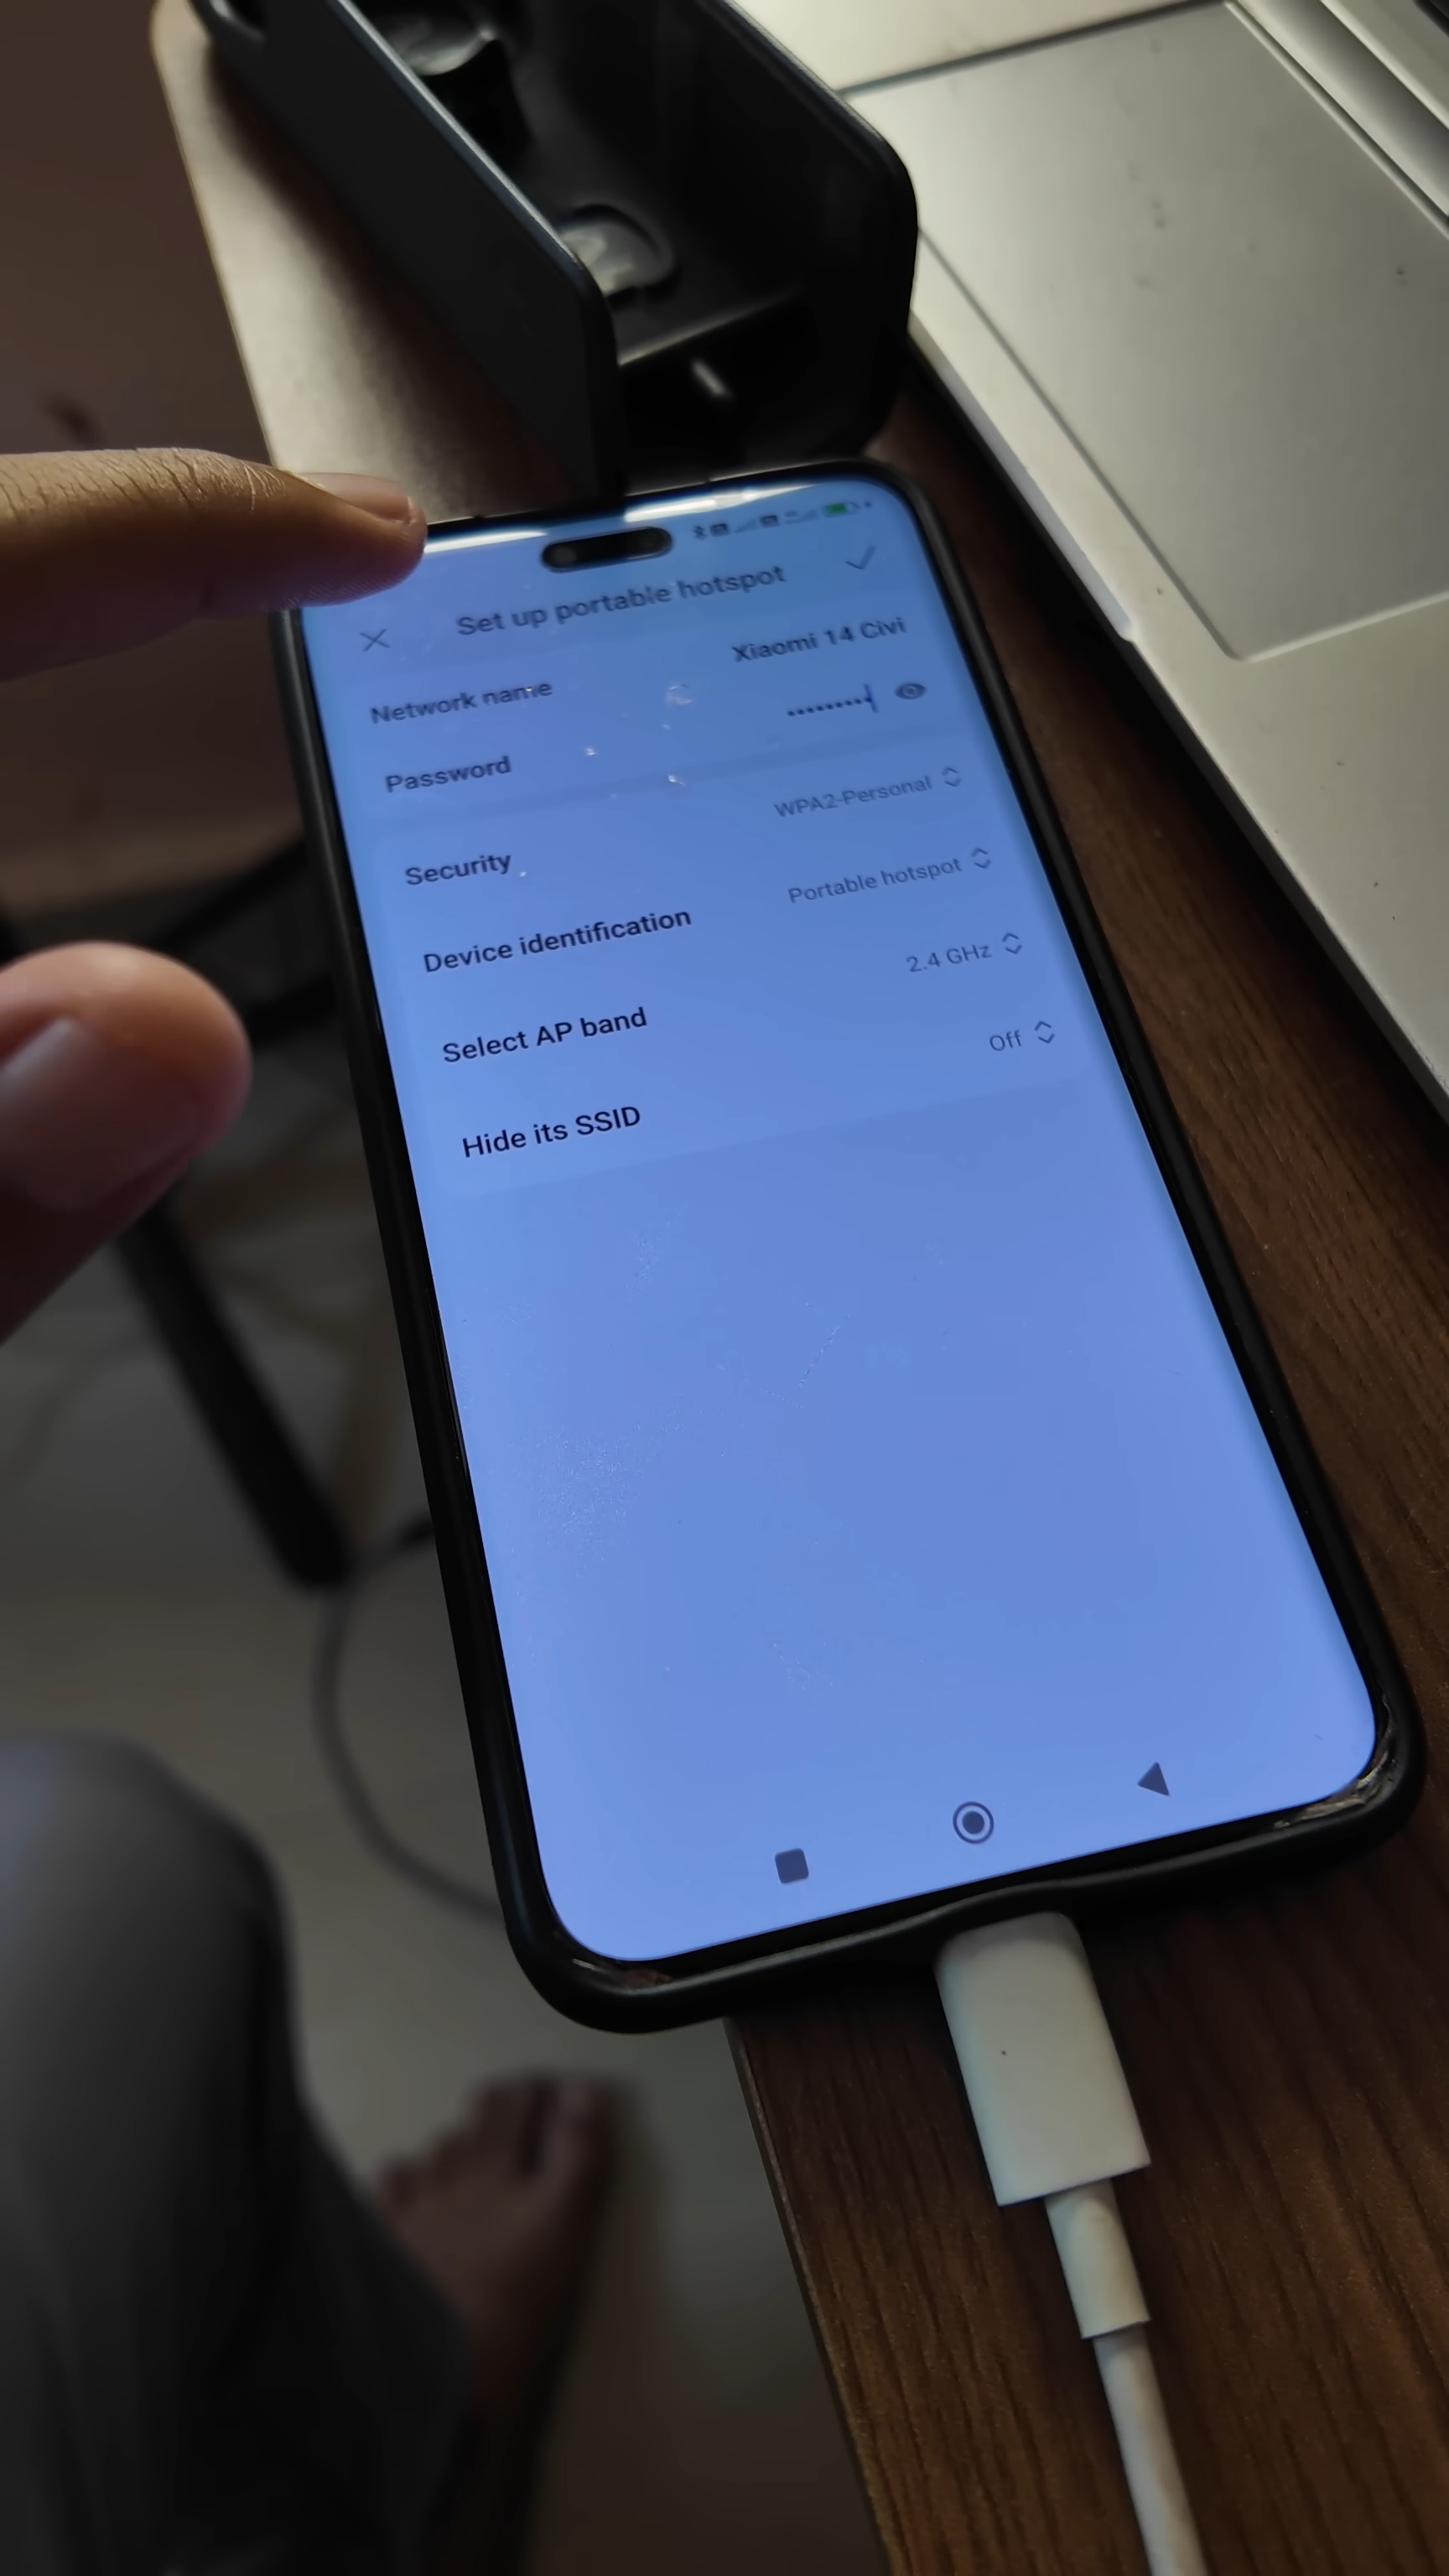 Set up portable hotspot
Network name Xiaomi 14 Civi
Password ••••••••••
Security WPA2-Personal
Device identification Portable hotspot
Select AP band 2.4 GHz
Hide its SSID Off